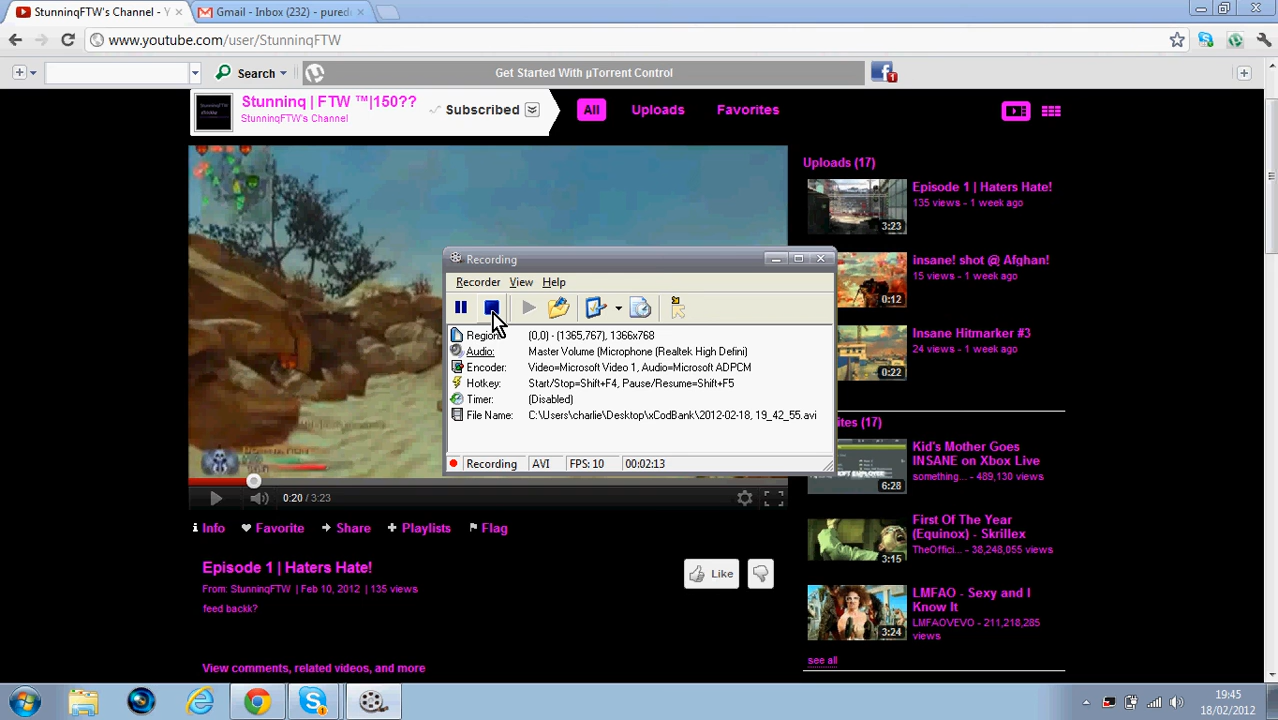 StunninqFTW's Channel - Y
Gmail - Inbox (232) - pured
www.youtube.com/user/StunninqFTW
Search
Get Started With µTorrent Control
1
Stunninq | FTW ™|150??
StunninqFTW's Channel
Subscribed
All
Uploads
Favorites
Uploads (17)
Episode 1 | Haters Hate!
135 views - 1 week ago
3:23
insane! shot @ Afghan!
15 views - 1 week ago
0:12
Insane Hitmarker #3
24 views - 1 week ago
0:22
ites (17)
Kid's Mother Goes
INSANE on Xbox Live
something... - 489,130 views
6:28
First Of The Year
(Equinox) - Skrillex
TheOffici... - 38,248,055 views
3:15
LMFAO - Sexy and I
Know It
LMFAOVEVO - 211,218,285
views
3:24
see all
Recording
Recorder View Help
Region: (0,0) - (1365,767), 1366x768
Audio: Master Volume (Microphone (Realtek High Defini)
Encoder: Video=Microsoft Video 1, Audio=Microsoft ADPCM
Hotkey: Start/Stop=Shift+F4, Pause/Resume=Shift+F5
Timer: (Disabled)
File Name: C:\Users\charlie\Desktop\xCodBank\2012-02-18, 19_42_55.avi
Recording AVI FPS: 10 00:02:13
0:20 / 3:23
Info Favorite Share Playlists Flag
Episode 1 | Haters Hate!
Like
From: StunninqFTW | Feb 10, 2012 | 135 views
feed backk?
View comments, related videos, and more
19:45
18/02/2012